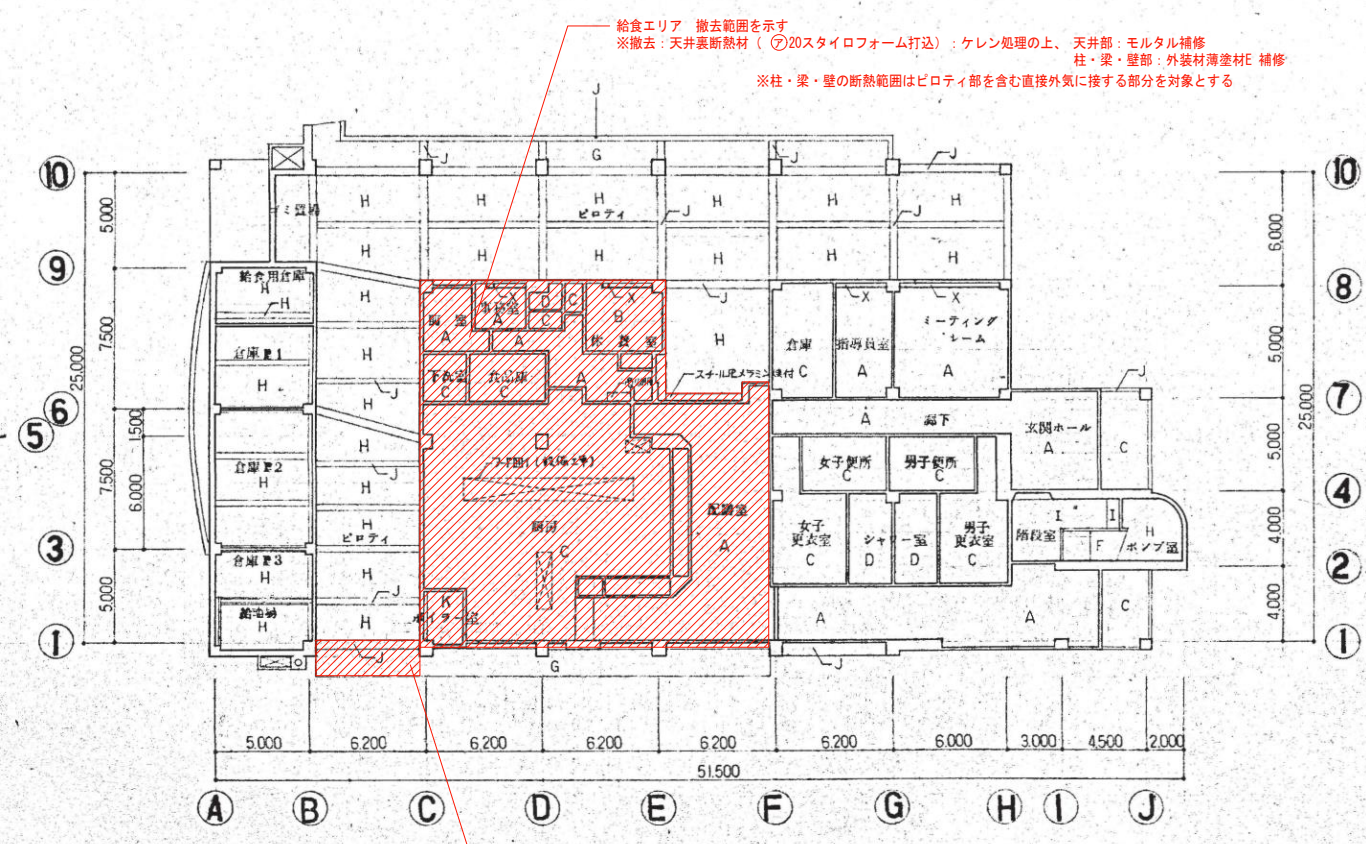 給食エリア 撤去範囲を示す
※撤去：天井裏断熱材（ ㋐20スタイロフォーム打込）：ケレン処理の上、 天井部：モルタル補修
柱・梁・壁部：外装材薄塗材E 補修
※柱・梁・壁の断熱範囲はピロティ部を含む直接外気に接する部分を対象とする
J
J G J J
10 10
H H H H H H
ゴミ置場 ピロティ J J
5.000 6.000
H H H H H H
9
給食用倉庫 H
H H
8
X D C X J X X
前室 事務室 A C B
A A 休養室 H
倉庫 指導員室 ミーティングルーム
C A A
7.500 5.000
倉庫 1 H
H J
下処室 食品庫 A スチール
C C
25.000 25.000
7
6 H J
A 廊下 玄関ホール
A C
5 1.500 5.000
H
女子便所 男子便所
C C
倉庫 2 J
H H
フード囲い(設備工事)
7.500 6.000
4
配膳室
厨房 C A
女子更衣室 シャワー室 男子更衣室
C D D C
階段室 I I F H ポンプ室
4.000
3 H
ピロティ
倉庫 3
H H
2
5.000 4.000
J K
ボイラー室
H H
A A C
1 1
J G J
5.000 6.200 6.200 6.200 6.200 6.200 6.000 3.000 4.500 2.000
51.500
A B C D E F G H I J